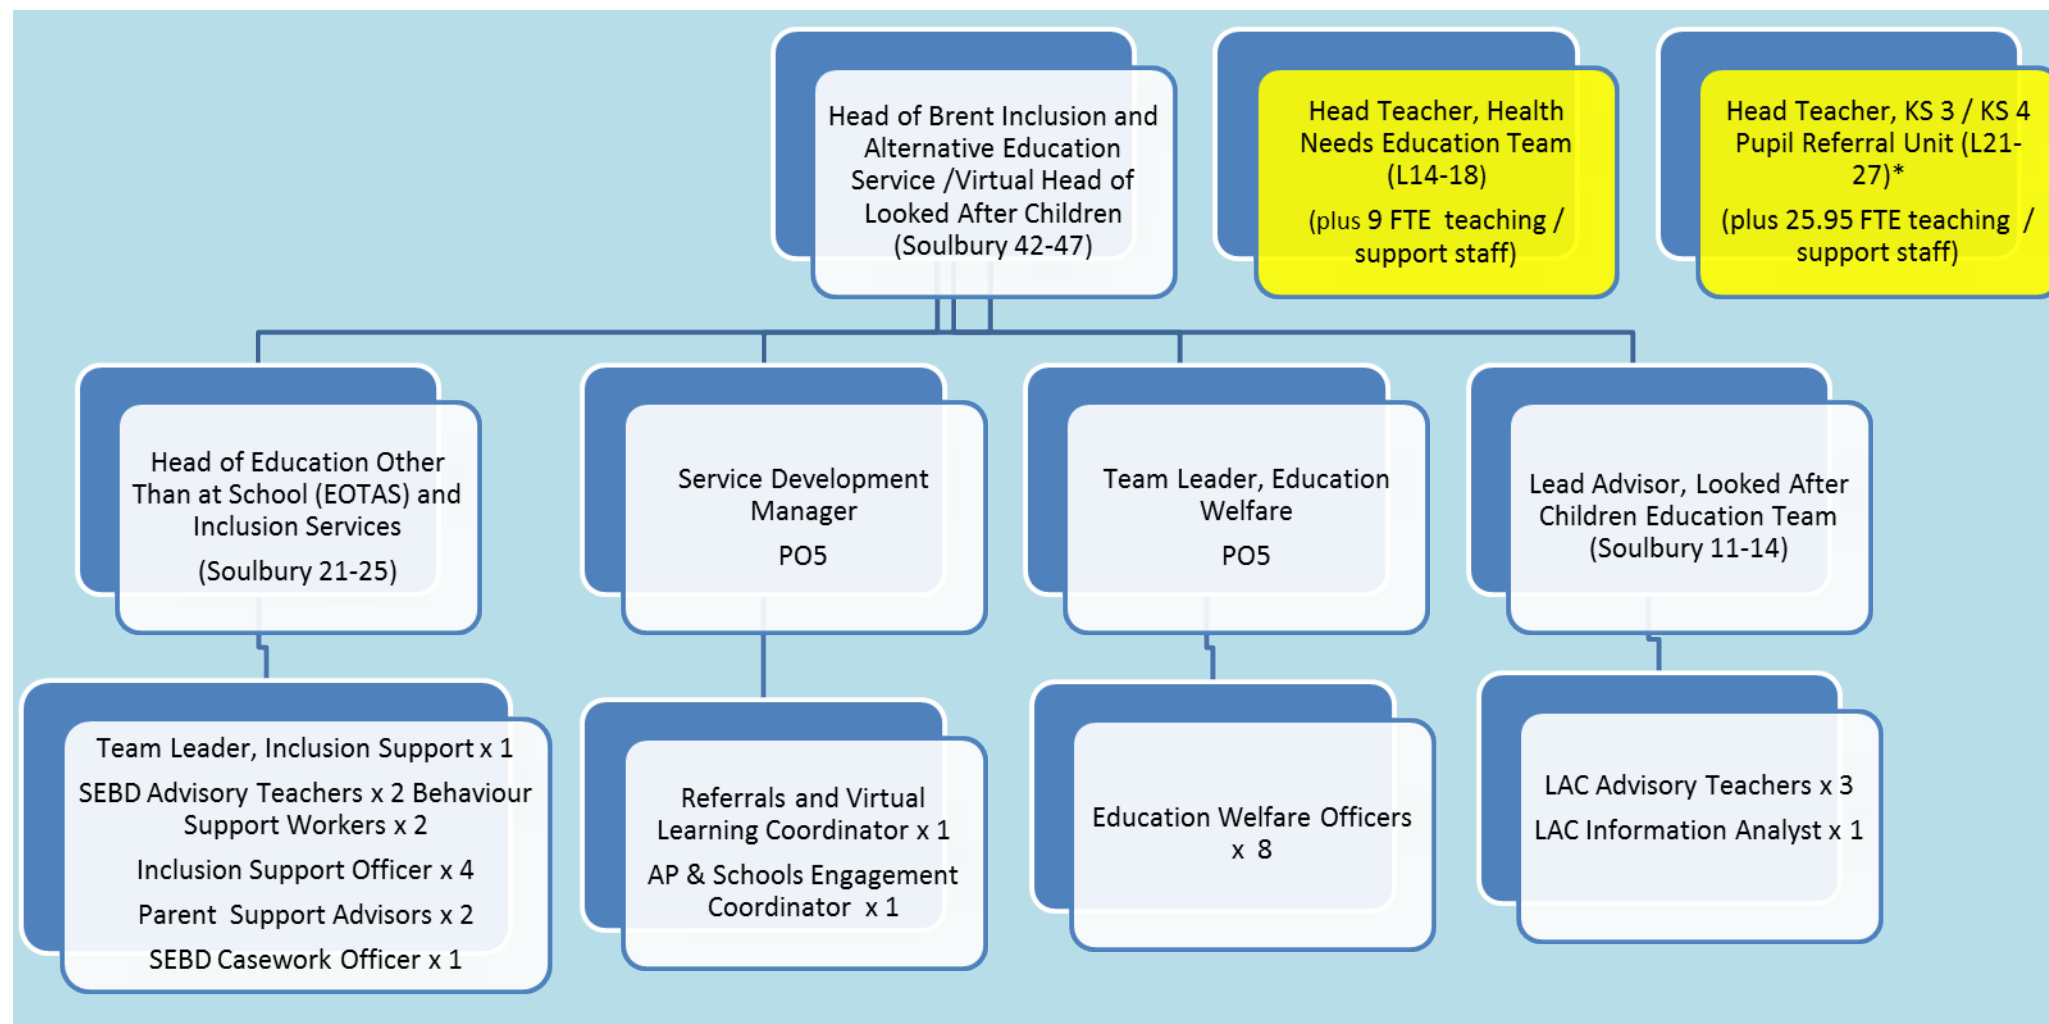 Head of Brent Inclusion and
Alternative Education
Service /Virtual Head of
Looked After Children
(Soulbury 42-47)
Head Teacher, Health
Needs Education Team
(L14-18)
(plus 9 FTE teaching /
support staff)
Head Teacher, KS 3 / KS 4
Pupil Referral Unit (L21-
27)*
(plus 25.95 FTE teaching /
support staff)
Head of Education Other
Than at School (EOTAS) and
Inclusion Services
(Soulbury 21-25)
Service Development
Manager
PO5
Team Leader, Education
Welfare
PO5
Lead Advisor, Looked After
Children Education Team
(Soulbury 11-14)
Team Leader, Inclusion Support x 1
SEBD Advisory Teachers x 2 Behaviour
Support Workers x 2
Inclusion Support Officer x 4
Parent Support Advisors x 2
SEBD Casework Officer x 1
Referrals and Virtual
Learning Coordinator x 1
AP & Schools Engagement
Coordinator x 1
Education Welfare Officers
x 8
LAC Advisory Teachers x 3
LAC Information Analyst x 1